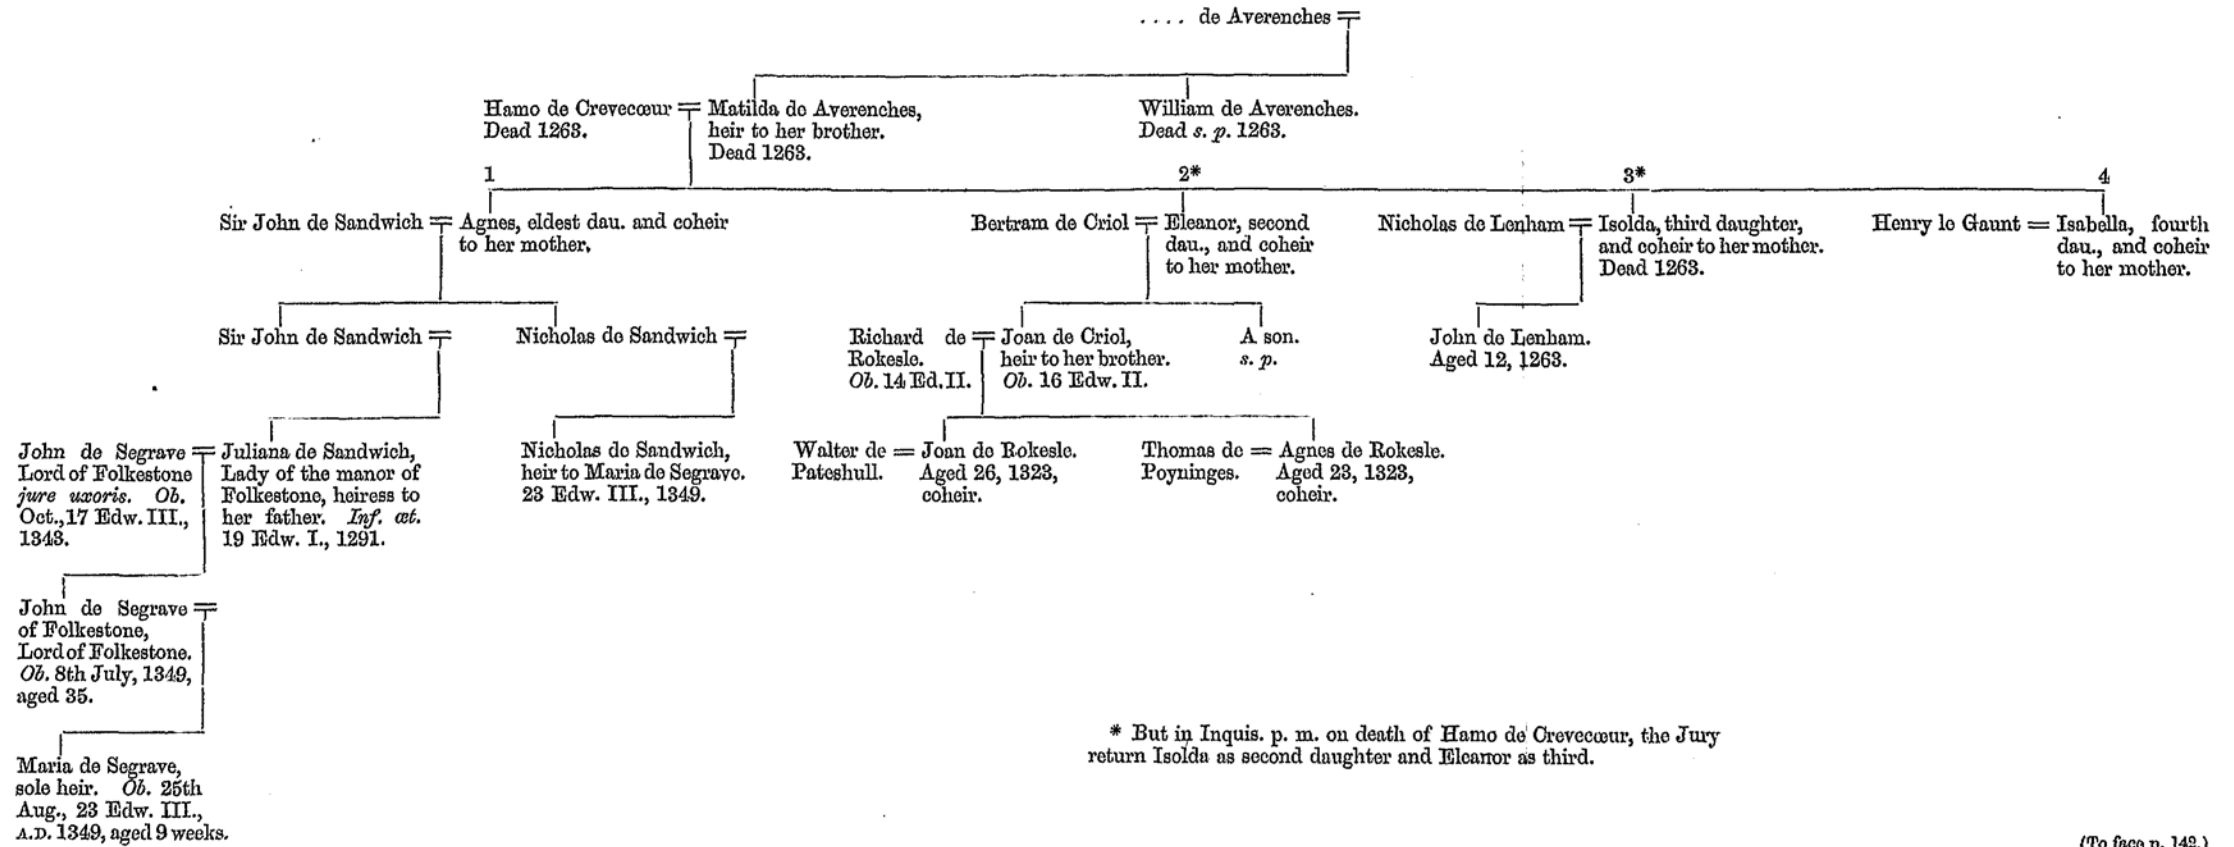 .... de Averenches
Hamo de Crevecœur
Dead 1263.
Matilda de Averenches,
heir to her brother.
Dead 1263.
William de Averenches.
Dead s. p. 1263.
1
2*
3*
4
Sir John de Sandwich
Agnes, eldest dau. and coheir
to her mother.
Bertram de Criol
Eleanor, second
dau., and coheir
to her mother.
Nicholas de Lenham
Isolda, third daughter,
and coheir to her mother.
Dead 1263.
Henry le Gaunt
Isabella, fourth
dau., and coheir
to her mother.
Sir John de Sandwich
Nicholas de Sandwich
Richard de
Rokesle.
Ob. 14 Ed. II.
Joan de Criol,
heir to her brother.
Ob. 16 Edw. II.
A son.
s. p.
John de Lenham.
Aged 12, 1263.
John de Segrave
Lord of Folkestone
jure uxoris. Ob.
Oct., 17 Edw. III.,
1343.
Juliana de Sandwich,
Lady of the manor of
Folkestone, heiress to
her father. Inf. æt.
19 Edw. I., 1291.
Nicholas de Sandwich,
heir to Maria de Segrave.
23 Edw. III., 1349.
Walter de
Pateshull.
Joan de Rokesle.
Aged 26, 1323,
coheir.
Thomas de
Poyninges.
Agnes de Rokesle.
Aged 23, 1323,
coheir.
John de Segrave
of Folkestone,
Lord of Folkestone.
Ob. 8th July, 1349,
aged 35.
Maria de Segrave,
sole heir. Ob. 25th
Aug., 23 Edw. III.,
A.D. 1349, aged 9 weeks.
* But in Inquis. p. m. on death of Hamo de Crevecœur, the Jury
return Isolda as second daughter and Eleanor as third.
(To face p. 142.)